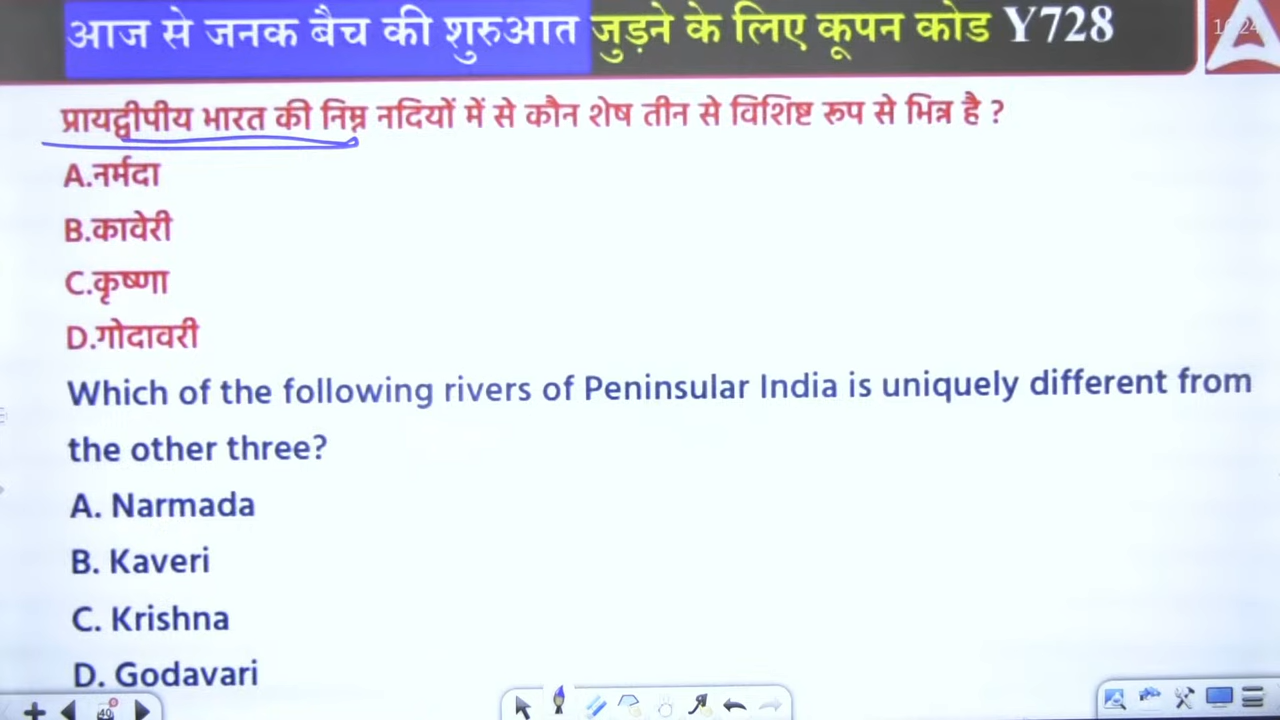 आज से जनक बैच की शुरुआत जुड़ने के लिए कूपन कोड Y728
प्रायद्वीपीय भारत की निम्न नदियों में से कौन शेष तीन से विशिष्ट रूप से भिन्न है ?
A.नर्मदा
B.कावेरी
C.कृष्णा
D.गोदावरी
Which of the following rivers of Peninsular India is uniquely different from
the other three?
A. Narmada
B. Kaveri
C. Krishna
D. Godavari
40